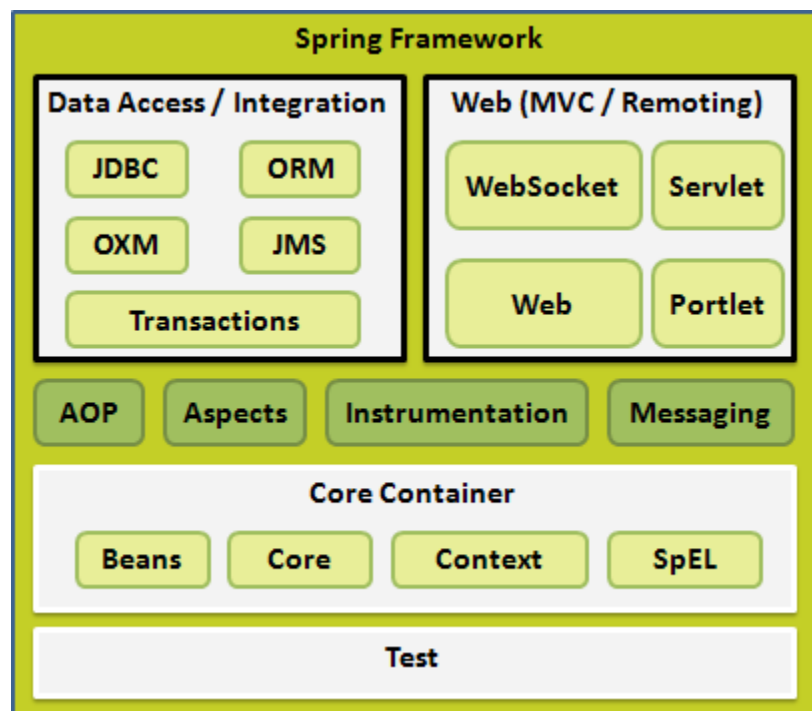 Spring Framework
Data Access / Integration
Web (MVC / Remoting)
JDBC
ORM
OXM
JMS
Transactions
WebSocket
Servlet
Web
Portlet
AOP
Aspects
Instrumentation
Messaging
Core Container
Beans
Core
Context
SpEL
Test